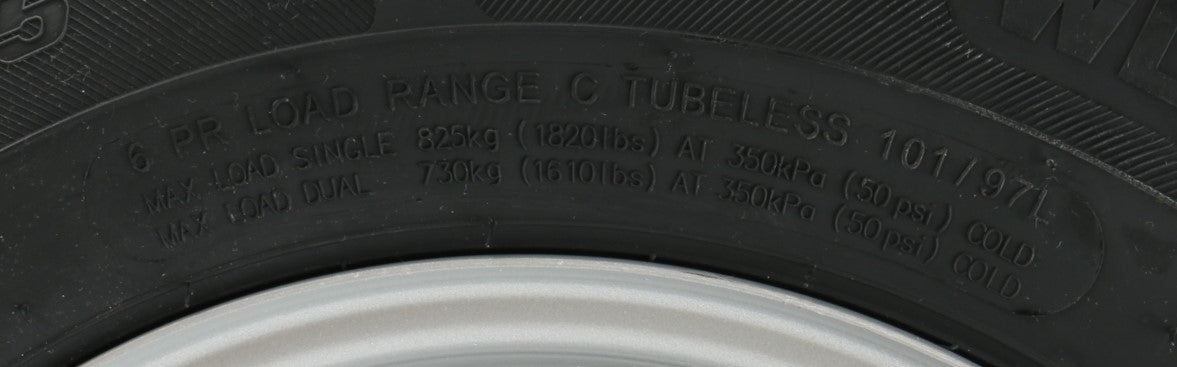 6 PR LOAD RANGE C TUBELESS 101/97L
MAX LOAD SINGLE 825kg (1820lbs) AT 350kPa (50psi) COLD
MAX LOAD DUAL 730kg (1610lbs) AT 350kPa (50psi) COLD